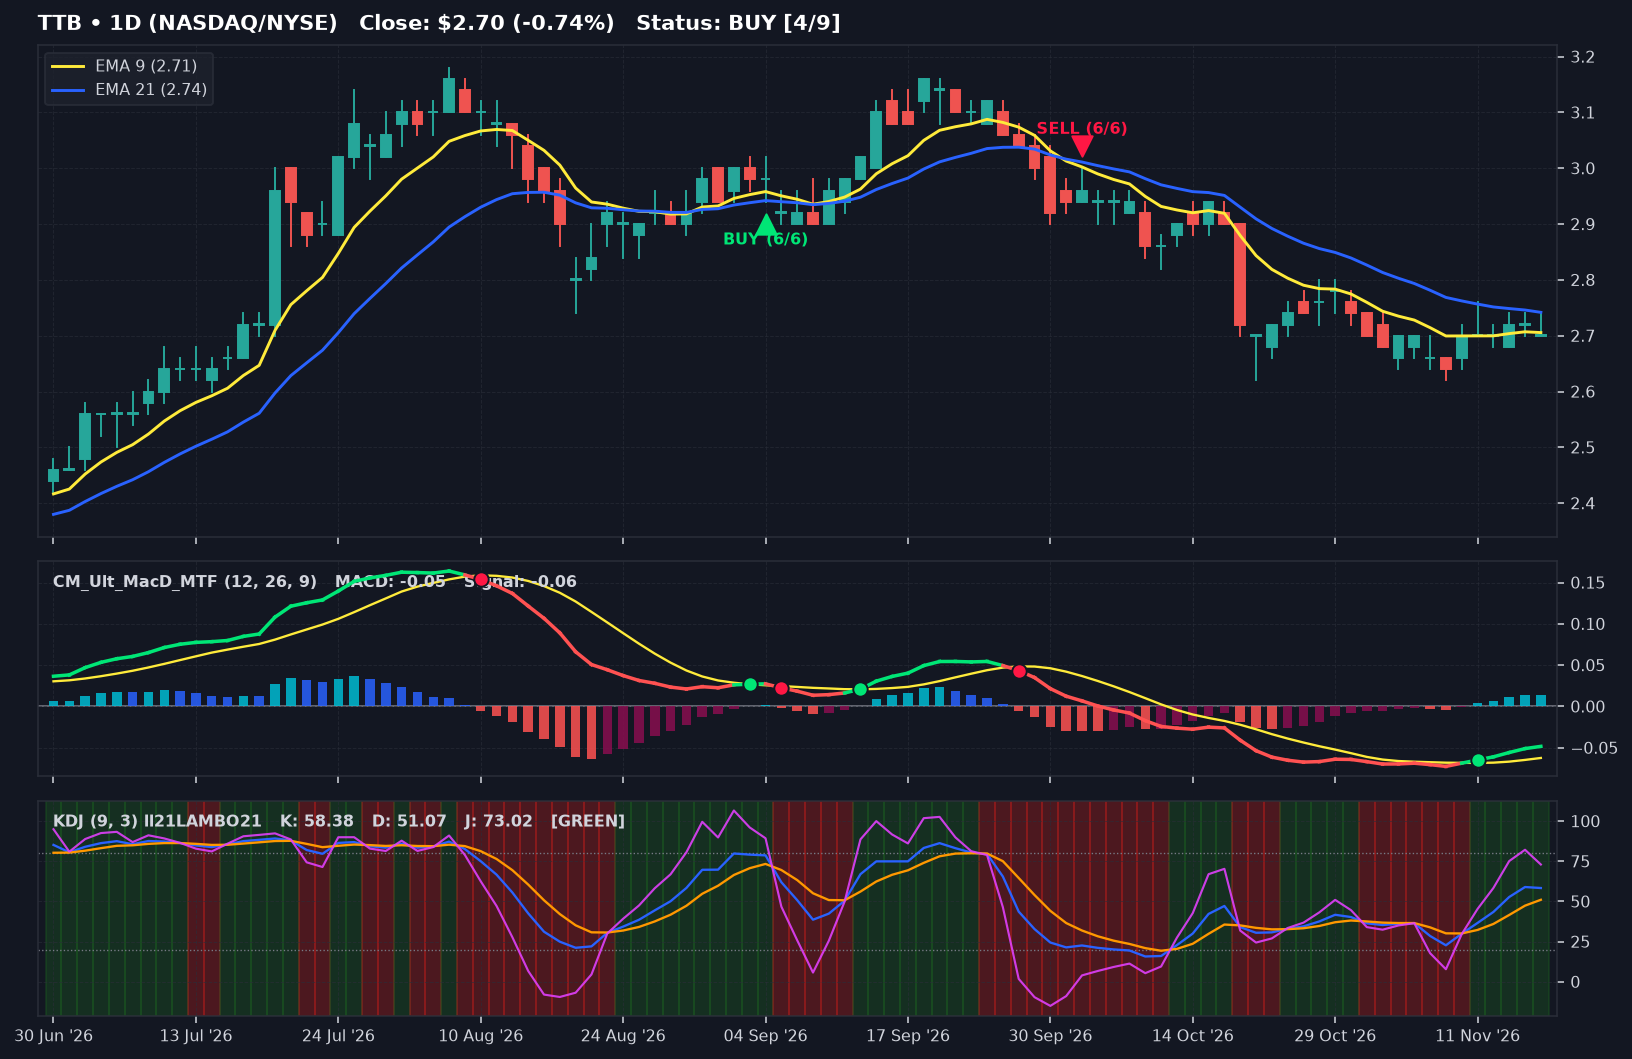 TTB • 1D (NASDAQ/NYSE)   Close: $2.70 (-0.74%)   Status: BUY [4/9]
EMA 9 (2.71)
EMA 21 (2.74)
3.2
3.1
3.0
2.9
2.8
2.7
2.6
2.5
2.4
SELL (6/6)
BUY (6/6)
CM_Ult_MacD_MTF (12, 26, 9)   MACD: -0.05   Signal: -0.06
0.15
0.10
0.05
0.00
−0.05
KDJ (9, 3) II21LAMBO21   K: 58.38   D: 51.07   J: 73.02   [GREEN]
100
75
50
25
0
30 Jun '26   13 Jul '26   24 Jul '26   10 Aug '26   24 Aug '26   04 Sep '26   17 Sep '26   30 Sep '26   14 Oct '26   29 Oct '26   11 Nov '26